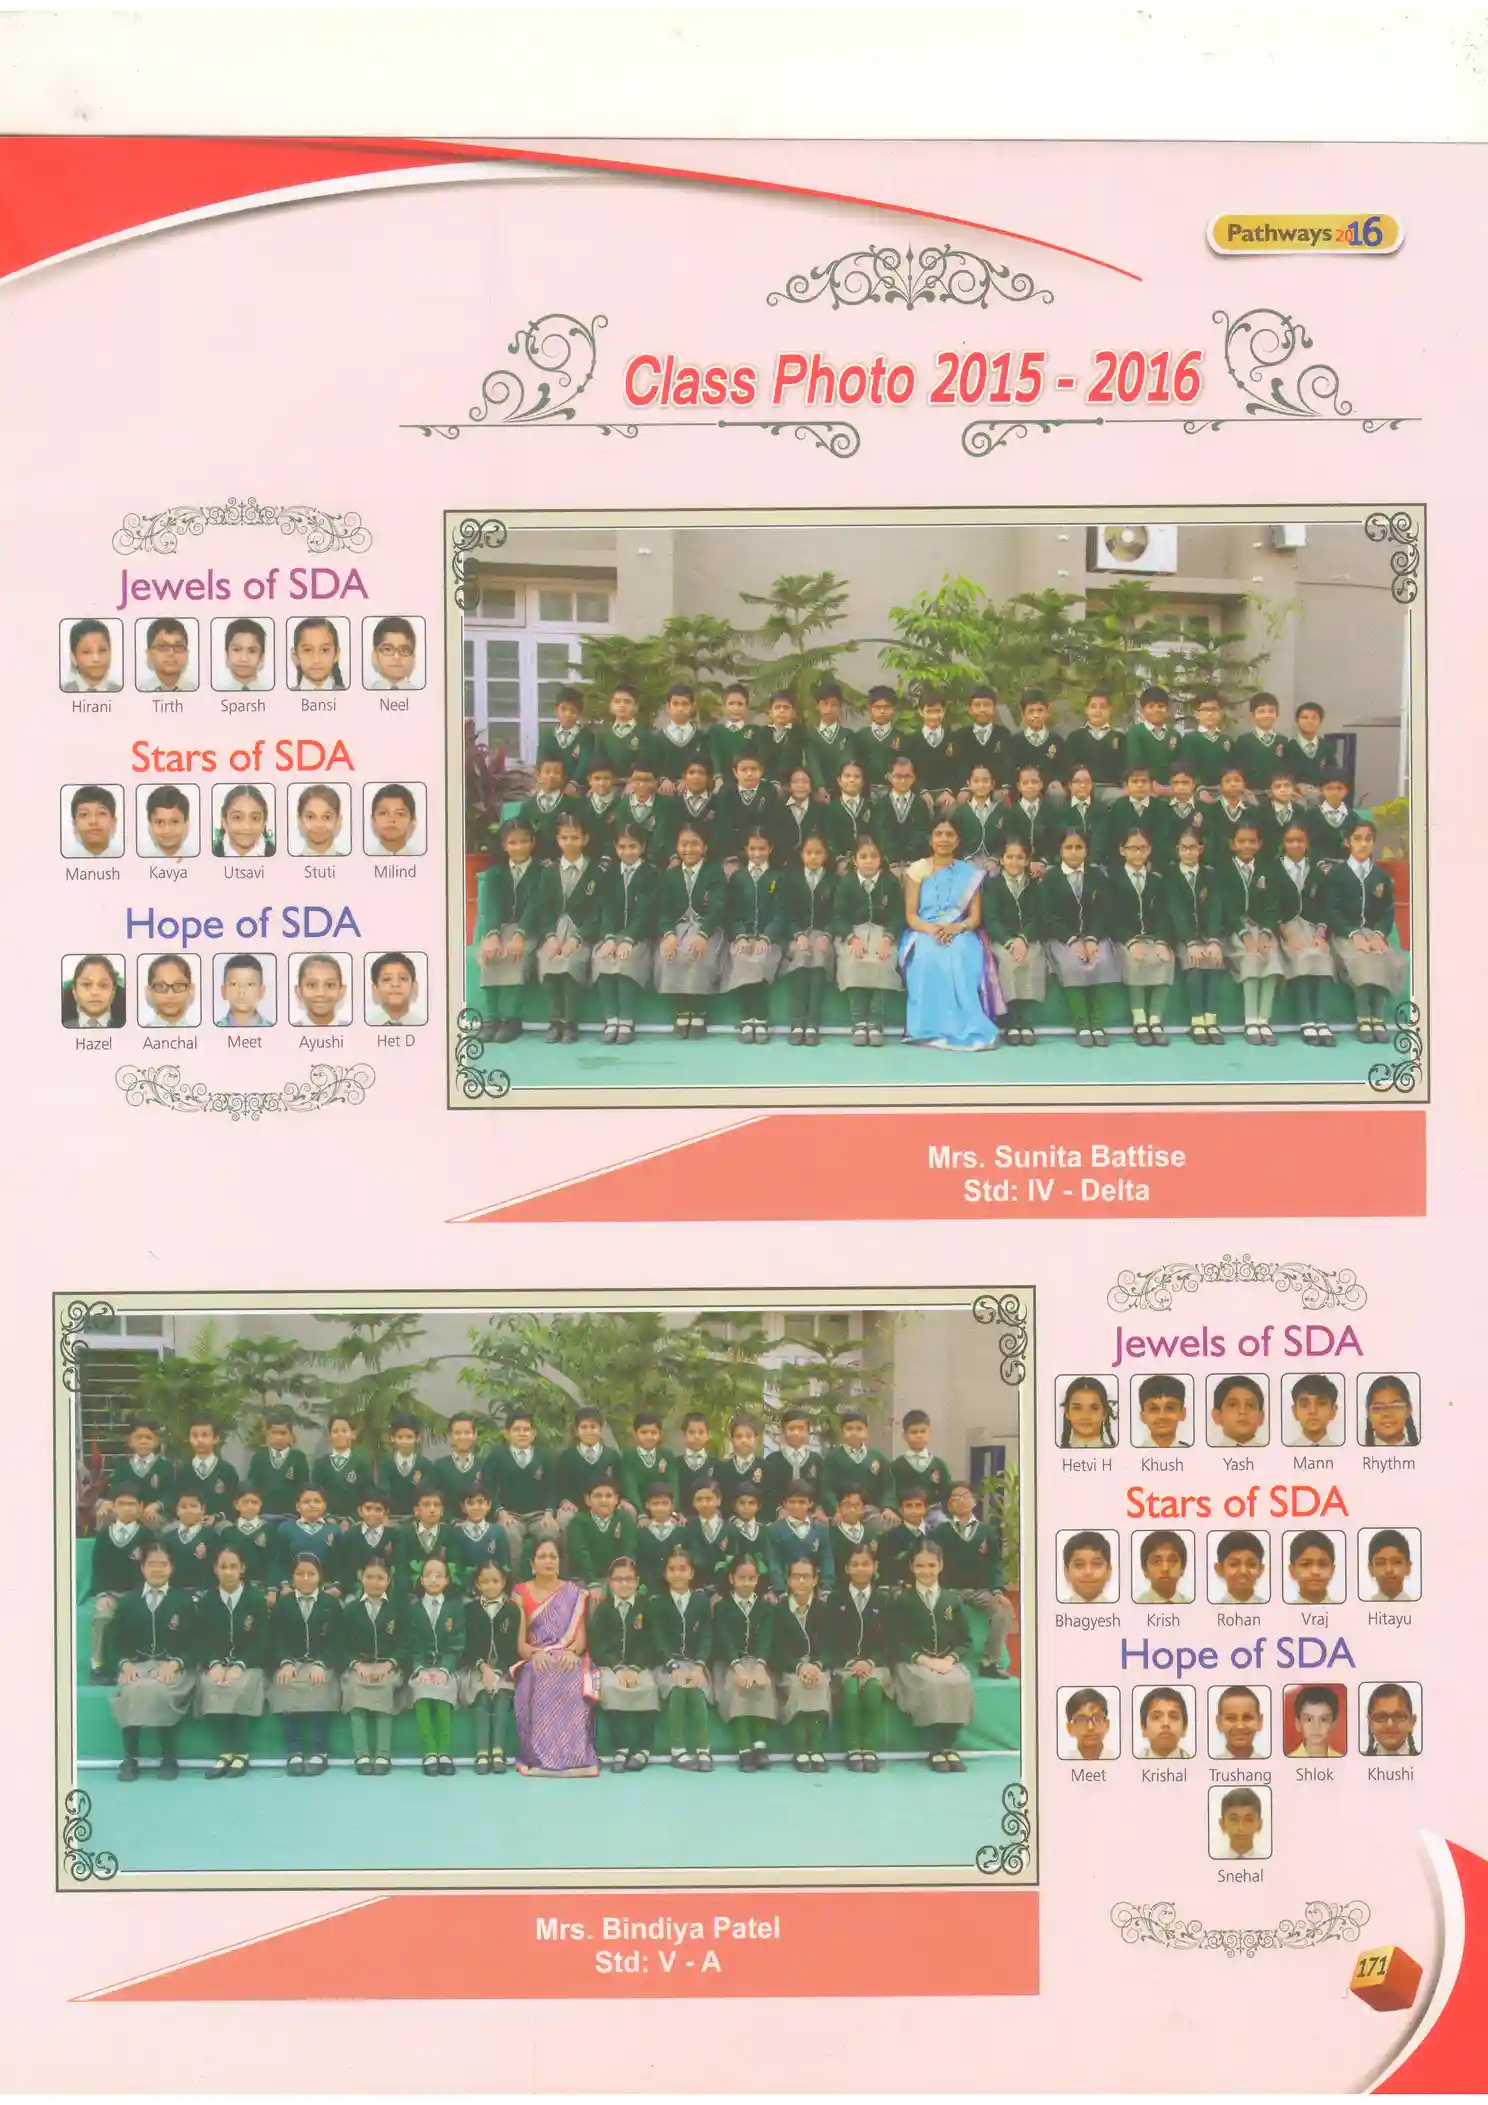 Pathways 2016
Class Photo 2015 - 2016
Jewels of SDA
Hirani Tirth Sparsh Bansi Neel
Stars of SDA
Manush Kavya Utsavi Stuti Milind
Hope of SDA
Hazel Aanchal Meet Ayushi Het D
Mrs. Sunita Battise
Std: IV - Delta
Jewels of SDA
Hetvi H Khush Yash Mann Rhythm
Stars of SDA
Bhagyesh Krish Rohan Vraj Hitayu
Hope of SDA
Meet Krishal Trushang Shlok Khushi
Snehal
Mrs. Bindiya Patel
Std: V - A
171